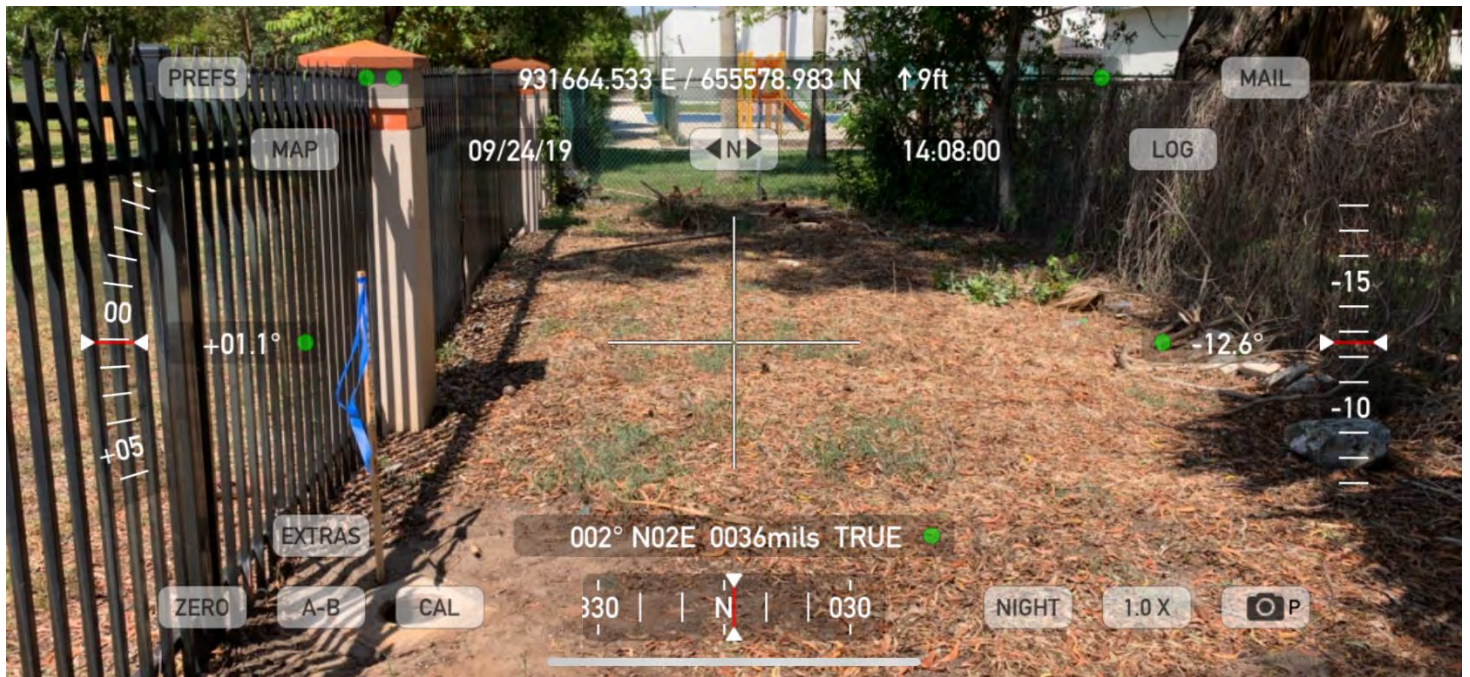 PREFS 931664.533 E / 655578.983 N ↑9ft MAIL
MAP 09/24/19 ◀N▶ 14:08:00 LOG
00
+01.1°
+05
-15
-12.6°
-10
EXTRAS 002° N02E 0036mils TRUE
ZERO A-B CAL 330 N 030 NIGHT 1.0 X P